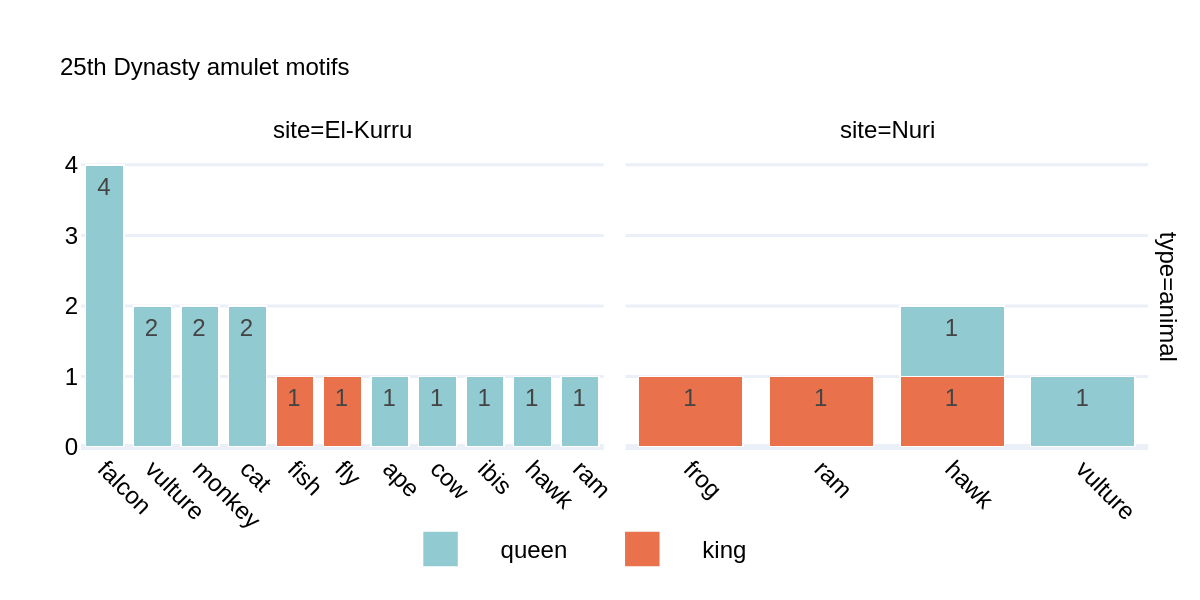 25th Dynasty amulet motifs
site=El-Kurru
site=Nuri
4
3
2
1
0
4
2
2
2
1
1
1
1
1
1
1
1
1
1
1
1
type=animal
falcon
vulture
monkey
cat
fish
fly
ape
cow
ibis
hawk
ram
frog
ram
hawk
vulture
queen
king